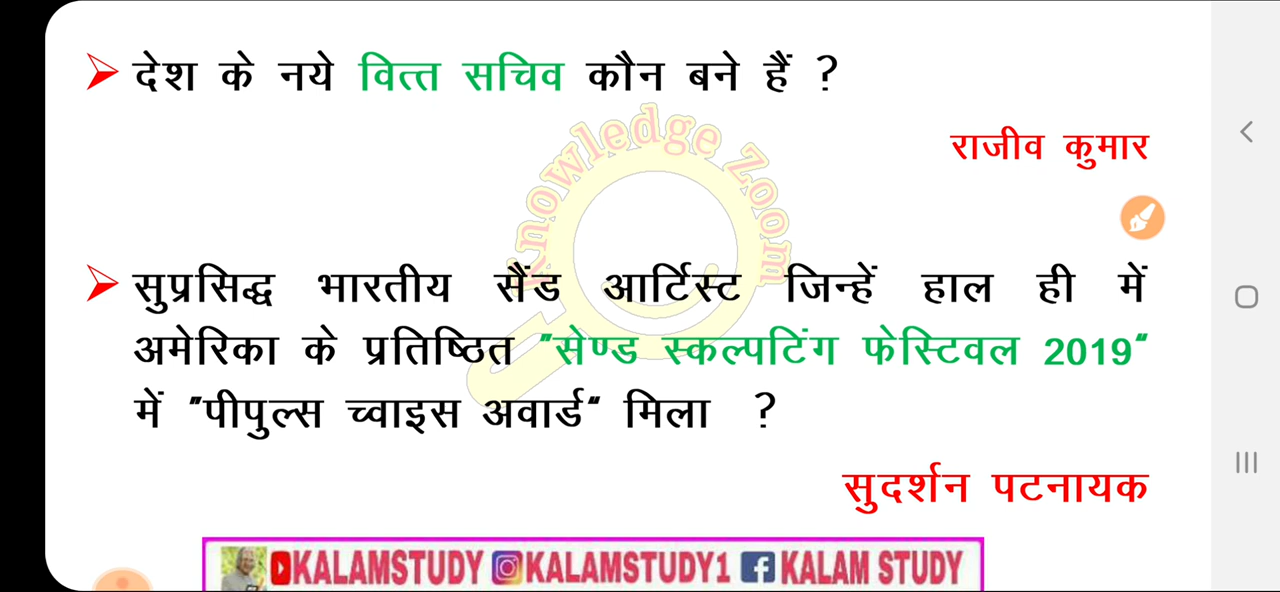 देश के नये वित्त सचिव कौन बने हैं ?
राजीव कुमार
Knowledge Zoom
सुप्रसिद्ध भारतीय सैंड आर्टिस्ट जिन्हें हाल ही में
अमेरिका के प्रतिष्ठित "सेण्ड स्कल्पटिंग फेस्टिवल 2019"
में "पीपुल्स च्वाइस अवार्ड" मिला ?
सुदर्शन पटनायक
KALAMSTUDY KALAMSTUDY1 KALAM STUDY